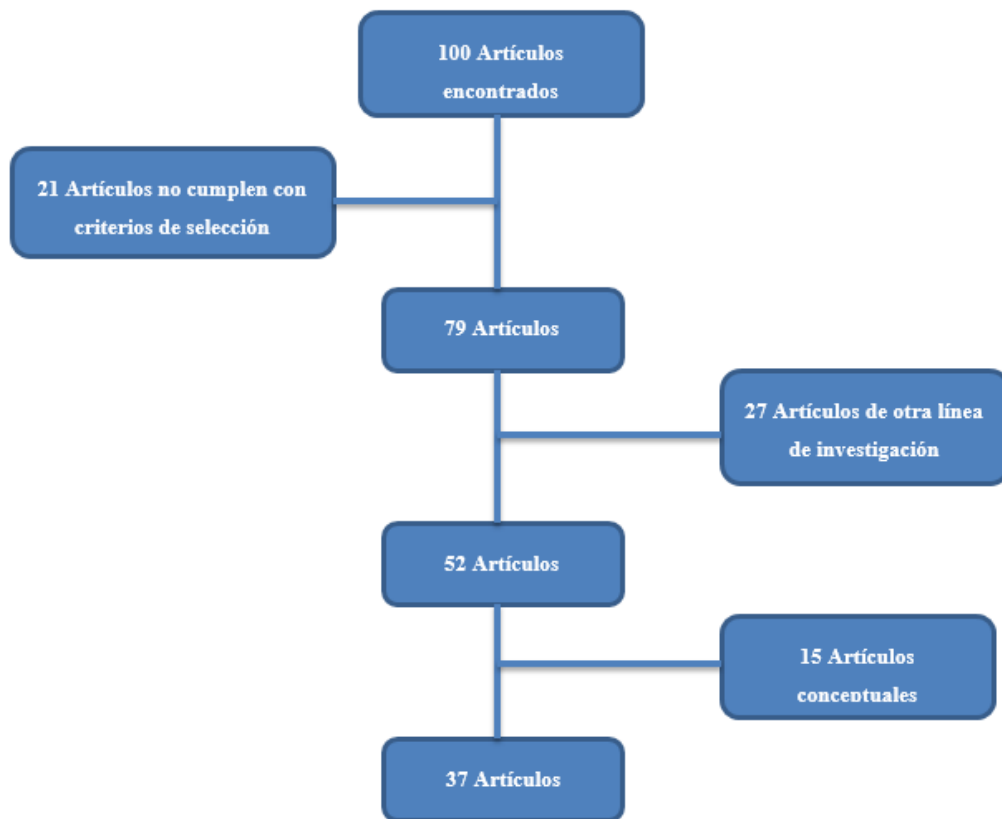 100 Artículos
encontrados
21 Artículos no cumplen con
criterios de selección
79 Artículos
27 Artículos de otra línea
de investigación
52 Artículos
15 Artículos
conceptuales
37 Artículos